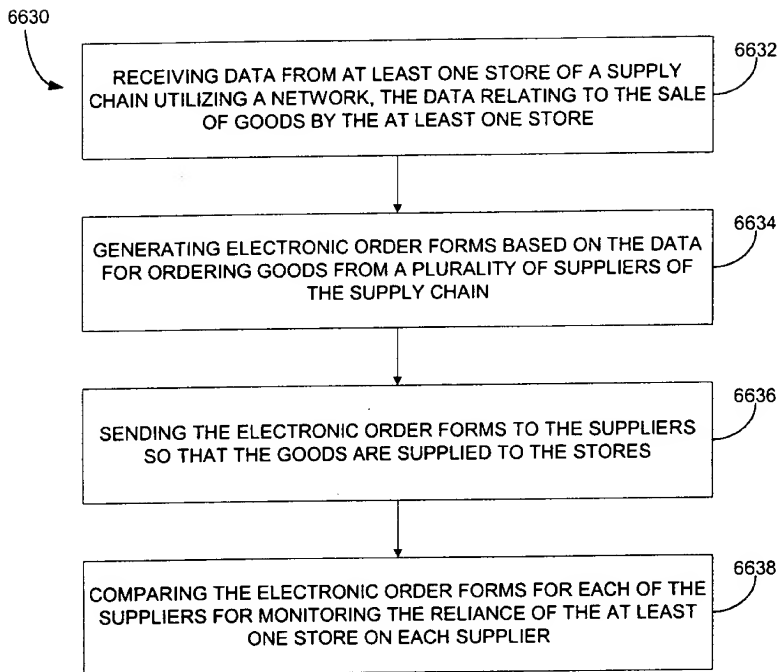 6630
6632
RECEIVING DATA FROM AT LEAST ONE STORE OF A SUPPLY
CHAIN UTILIZING A NETWORK, THE DATA RELATING TO THE SALE
OF GOODS BY THE AT LEAST ONE STORE
6634
GENERATING ELECTRONIC ORDER FORMS BASED ON THE DATA
FOR ORDERING GOODS FROM A PLURALITY OF SUPPLIERS OF
THE SUPPLY CHAIN
6636
SENDING THE ELECTRONIC ORDER FORMS TO THE SUPPLIERS
SO THAT THE GOODS ARE SUPPLIED TO THE STORES
6638
COMPARING THE ELECTRONIC ORDER FORMS FOR EACH OF THE
SUPPLIERS FOR MONITORING THE RELIANCE OF THE AT LEAST
ONE STORE ON EACH SUPPLIER